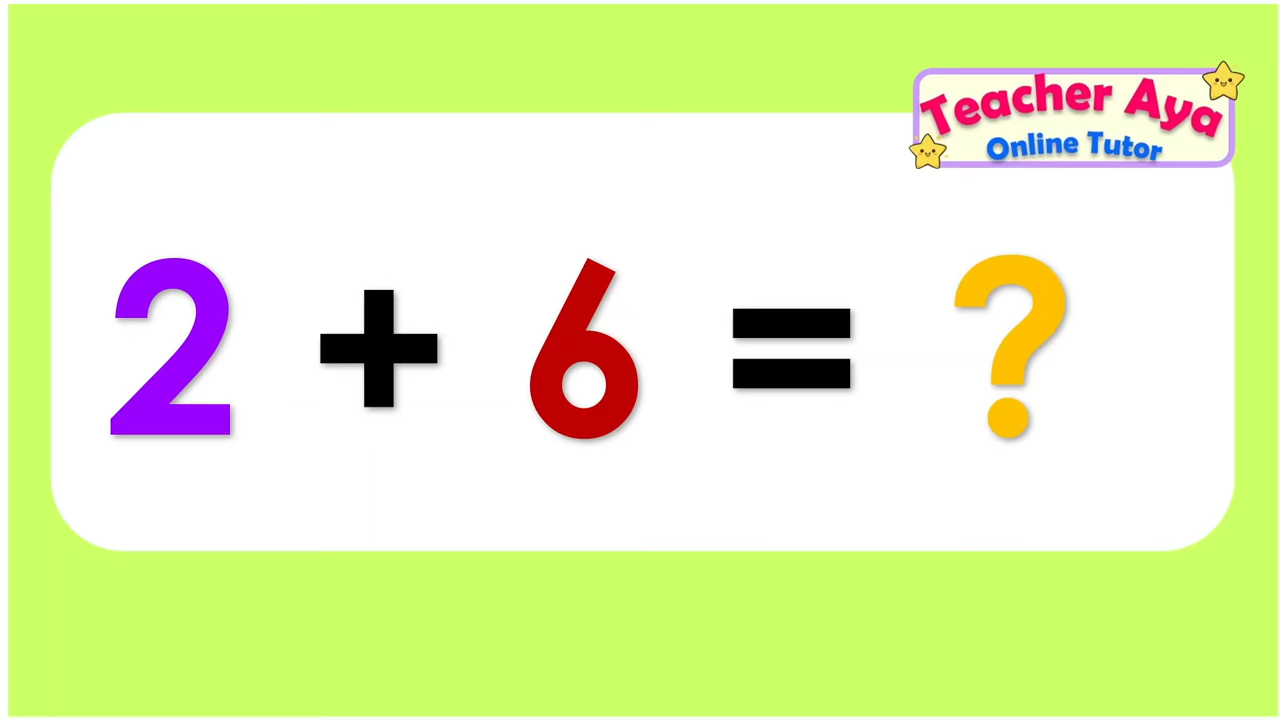 Teacher Aya
Online Tutor
2 + 6 = ?